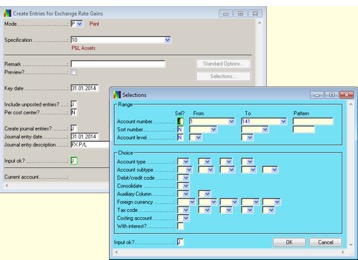 Create Entries for Exchange Rate Gains
Mode P Print
Specification 10
P&L Assets
Remark
Standard Options...
Preview?
Selections...
Key date 31.01.2014
Include unposted entries? J
Per cost center? N
Create journal entries? J
Journal entry date 31.01.2014
Journal entry description FX P/L
Input ok? J
Current account
Selections
Range
Sel? From To Pattern
Account number 1 141
Sort number N
Account level N
Choice
Account type
Account subtype
Debit/credit code
Consolidate
Auxiliary Column
Foreign currency
Tax code
Costing account
With interest?
Input ok? J
OK Cancel